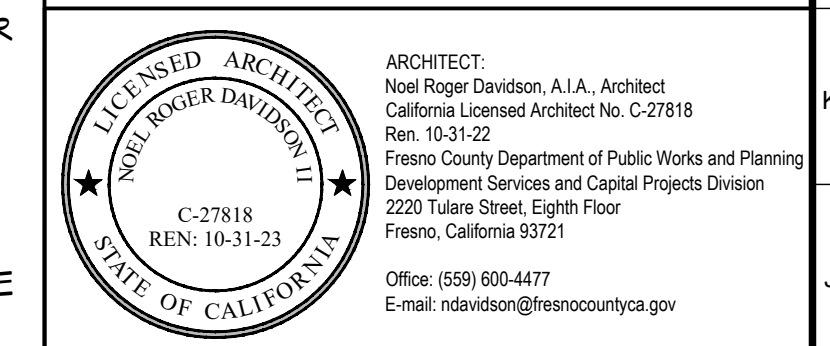 LICENSED ARCHITECT
NOEL ROGER DAVIDSON II
C-27818
REN: 10-31-23
STATE OF CALIFORNIA
ARCHITECT:
Noel Roger Davidson, A.I.A., Architect
California Licensed Architect No. C-27818
Ren. 10-31-22
Fresno County Department of Public Works and Planning
Development Services and Capital Projects Division
2220 Tulare Street, Eighth Floor
Fresno, California 93721
Office: (559) 600-4477
E-mail: ndavidson@fresnocountyca.gov